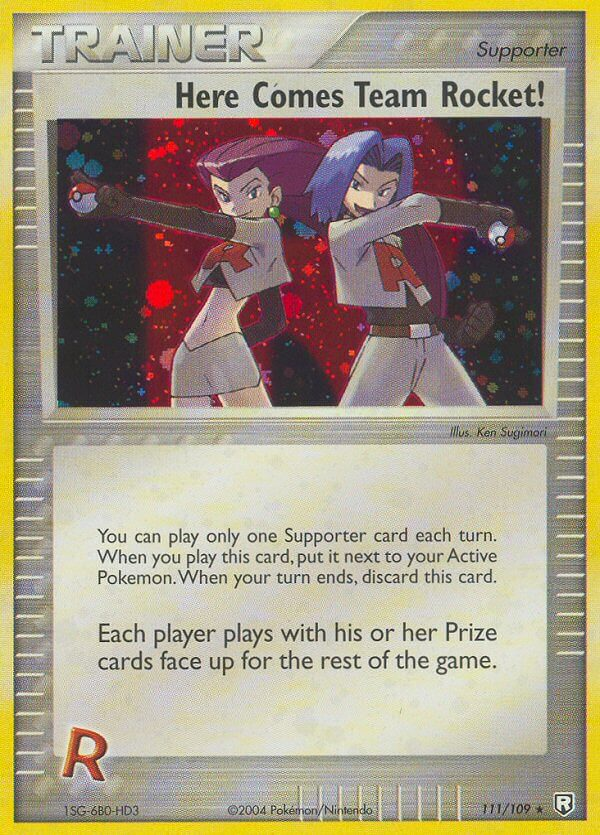 TRAINER
Supporter
Here Comes Team Rocket!
R
R
Illus. Ken Sugimori
You can play only one Supporter card each turn.
When you play this card, put it next to your Active
Pokemon. When your turn ends, discard this card.
Each player plays with his or her Prize
cards face up for the rest of the game.
R
1SG-6B0-HD3
©2004 Pokémon/Nintendo
111/109 ★
R